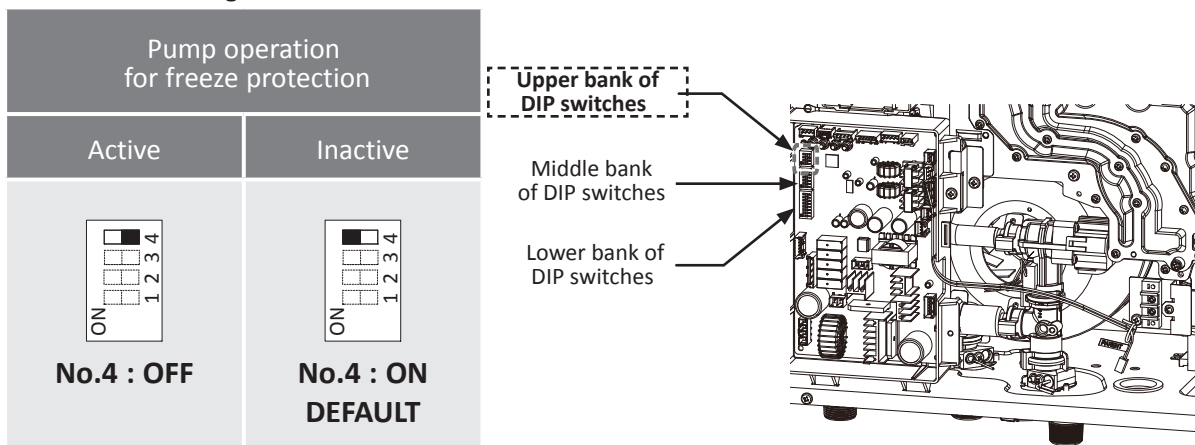 Pump operation
for freeze protection
Active
Inactive
ON
1 2 3 4
No.4 : OFF
ON
1 2 3 4
No.4 : ON
DEFAULT
Upper bank of
DIP switches
Middle bank
of DIP switches
Lower bank of
DIP switches